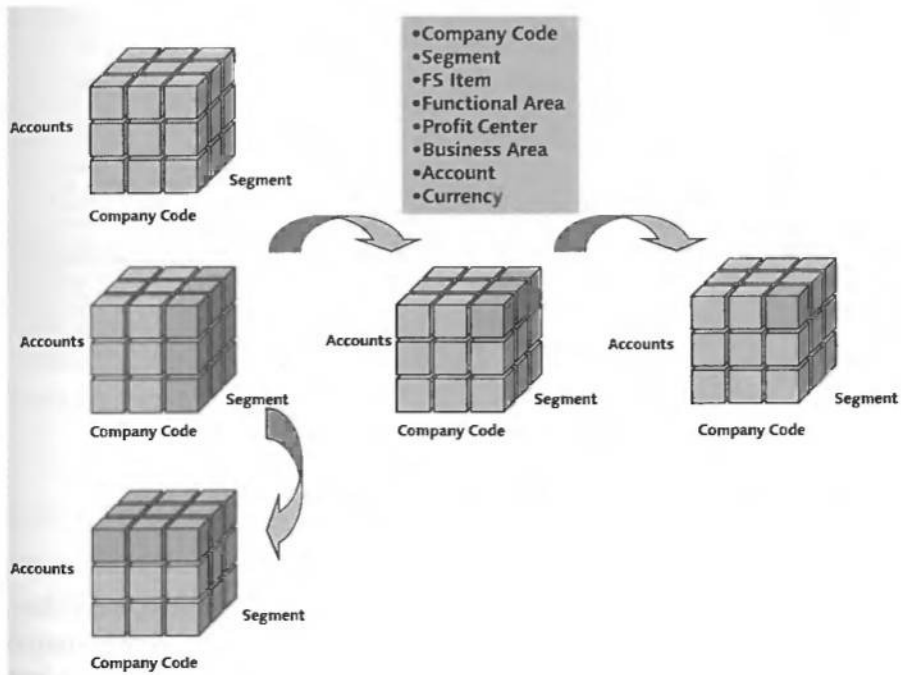 •Company Code
•Segment
•FS Item
•Functional Area
•Profit Center
•Business Area
•Account
•Currency
Accounts
Segment
Company Code
Accounts
Segment
Company Code
Accounts
Segment
Company Code
Accounts
Segment
Company Code
Accounts
Segment
Company Code